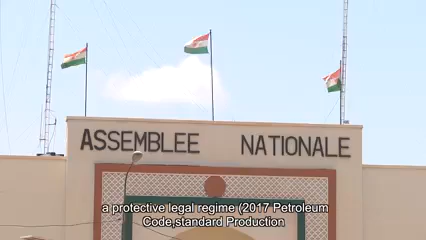 ASSEMBLEE NATIONALE
a protective legal regime (2017 Petroleum
Code,standard Production